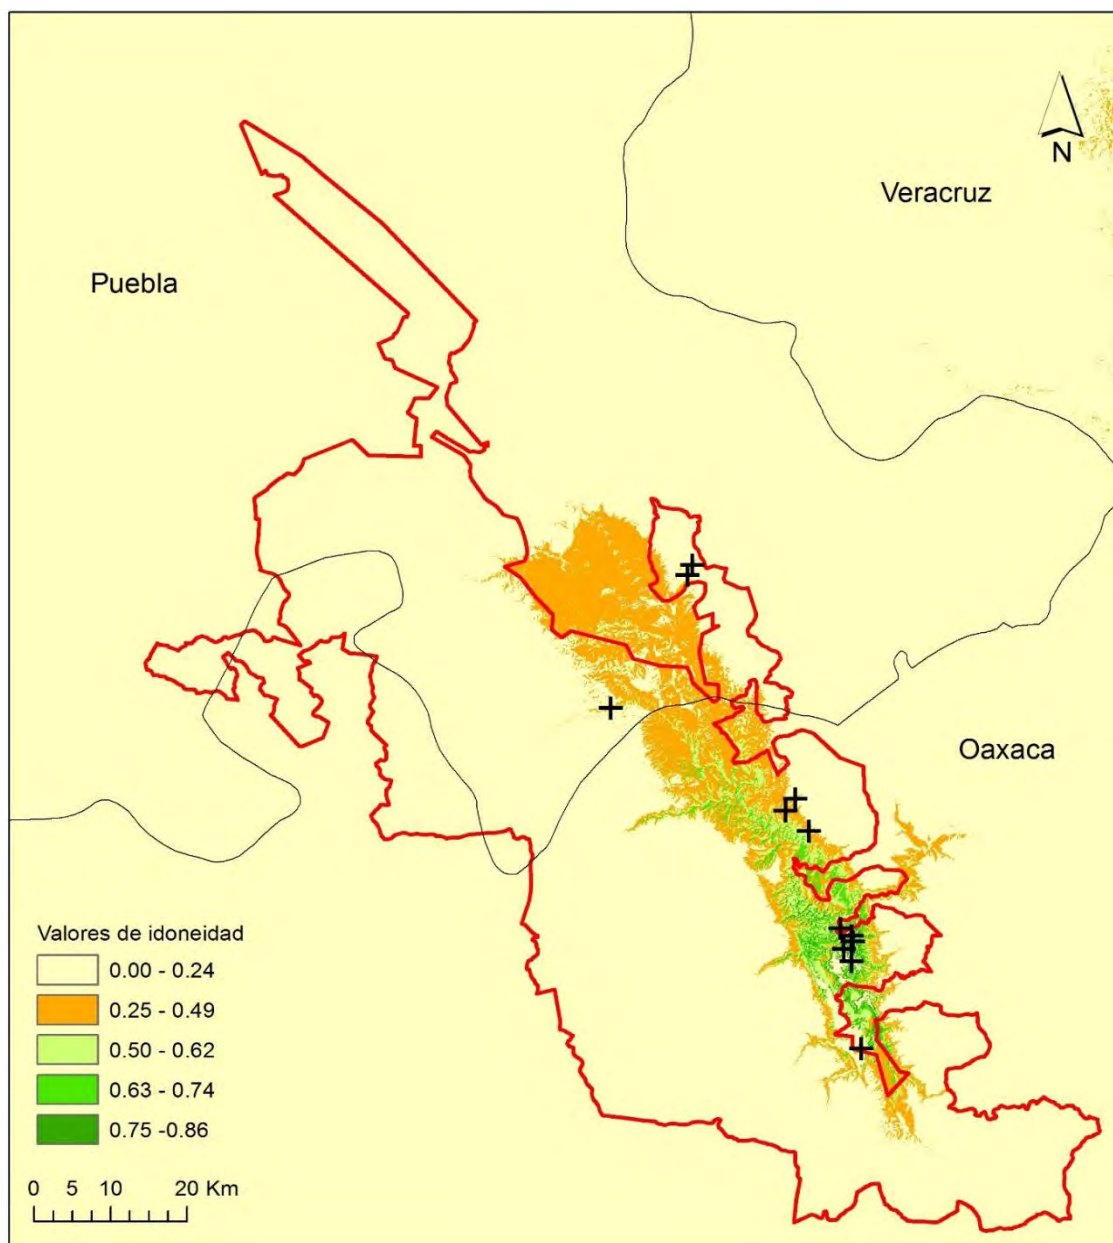 N
Veracruz
Puebla
Oaxaca
Valores de idoneidad
0.00 - 0.24
0.25 - 0.49
0.50 - 0.62
0.63 - 0.74
0.75 -0.86
0 5 10 20 Km